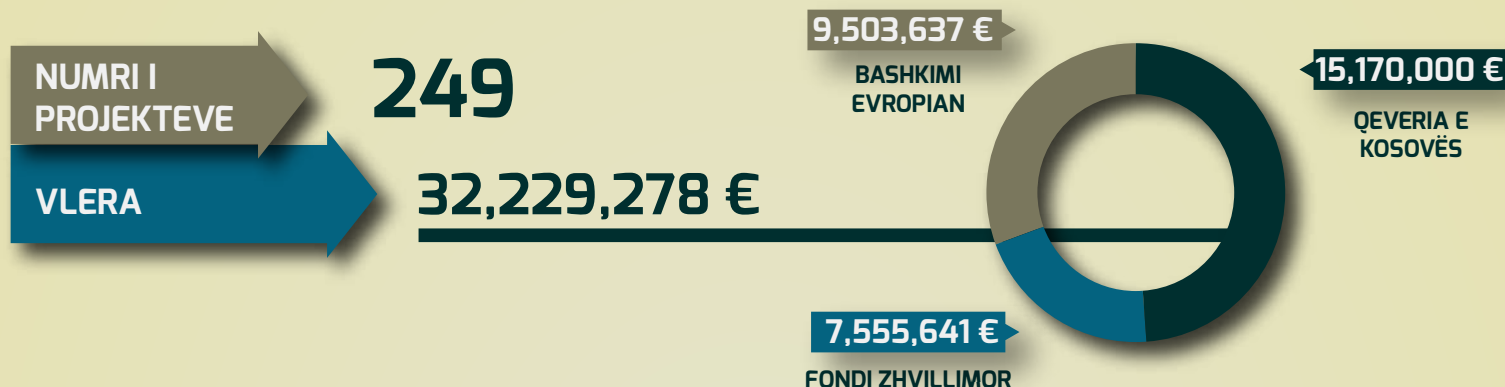 NUMRI I
PROJEKTEVE
249
VLERA
32,229,278 €
9,503,637 €
BASHKIMI
EVROPIAN
15,170,000 €
QEVERIA E
KOSOVËS
7,555,641 €
FONDI ZHVILLIMOR